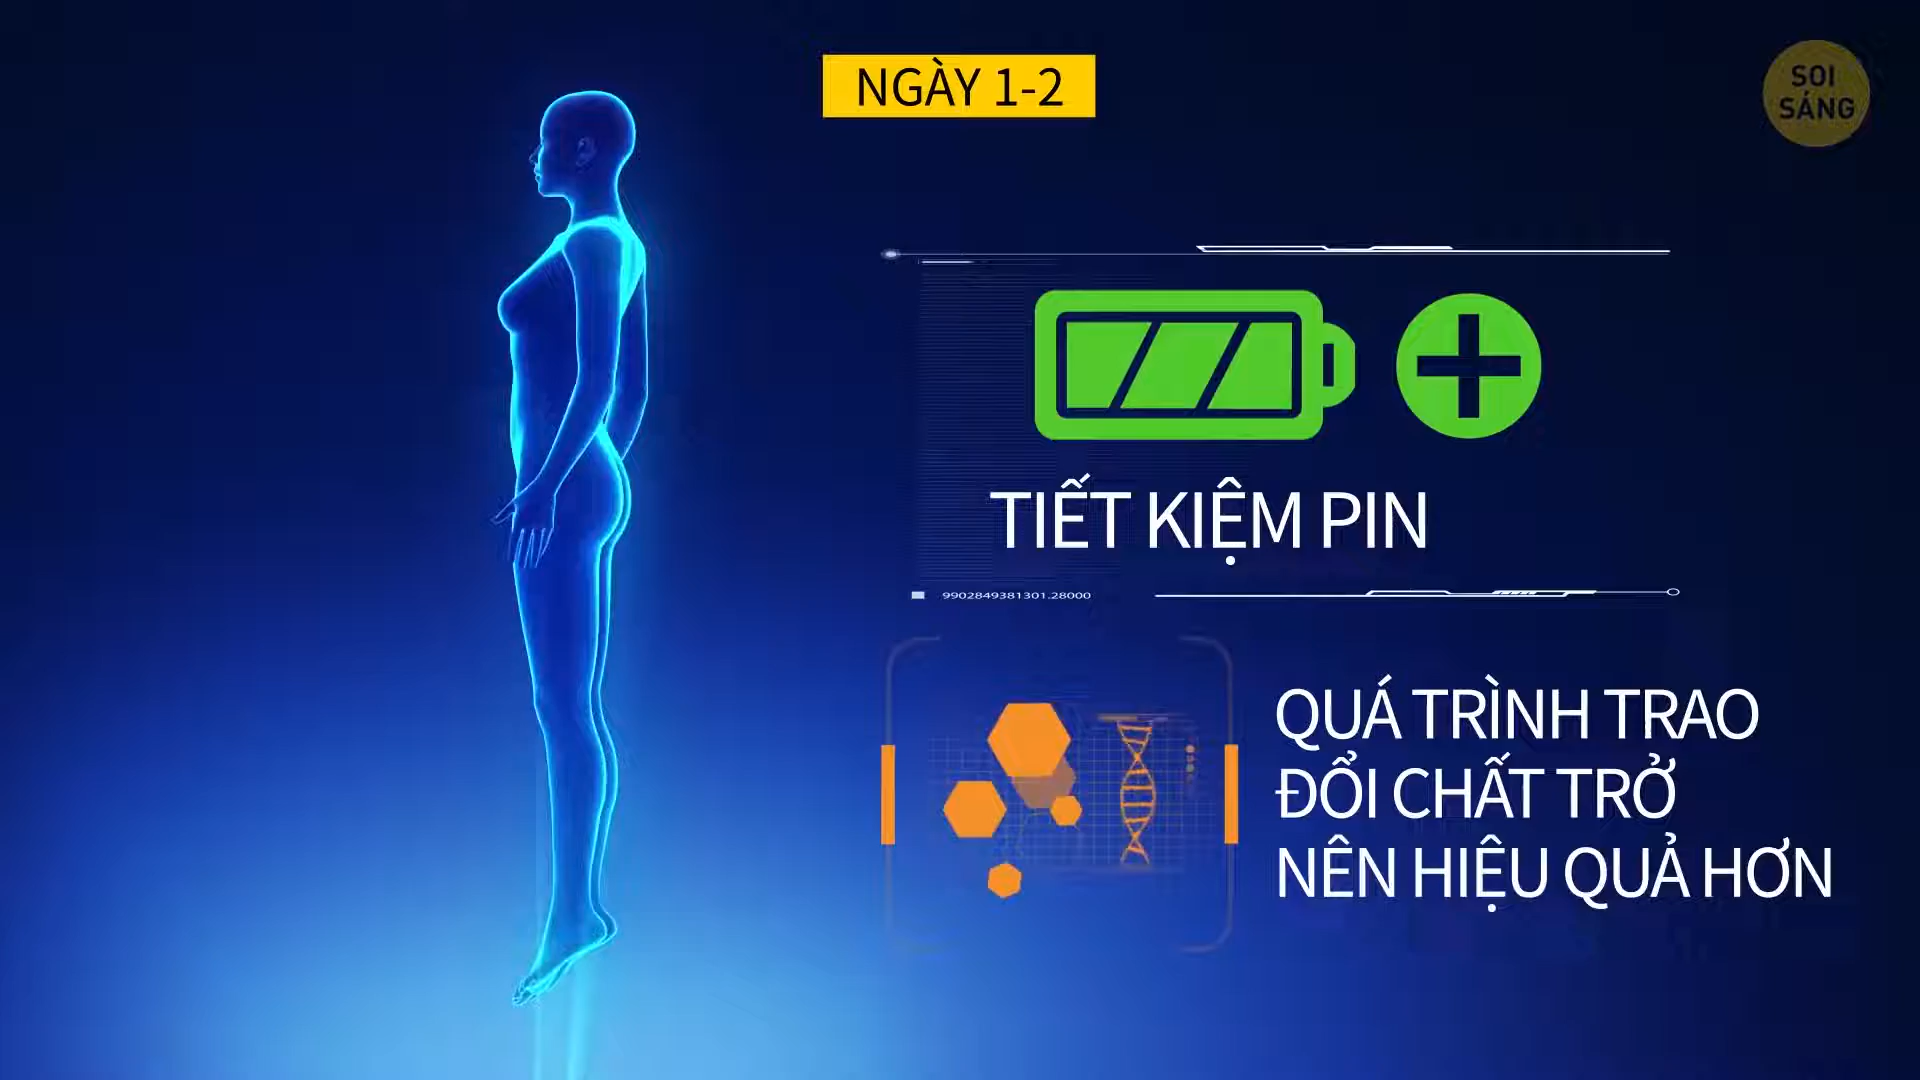 NGÀY 1-2
SOI
SÁNG
TIẾT KIỆM PIN
9902849381301.28000
QUÁ TRÌNH TRAO
ĐỔI CHẤT TRỞ
NÊN HIỆU QUẢ HƠN